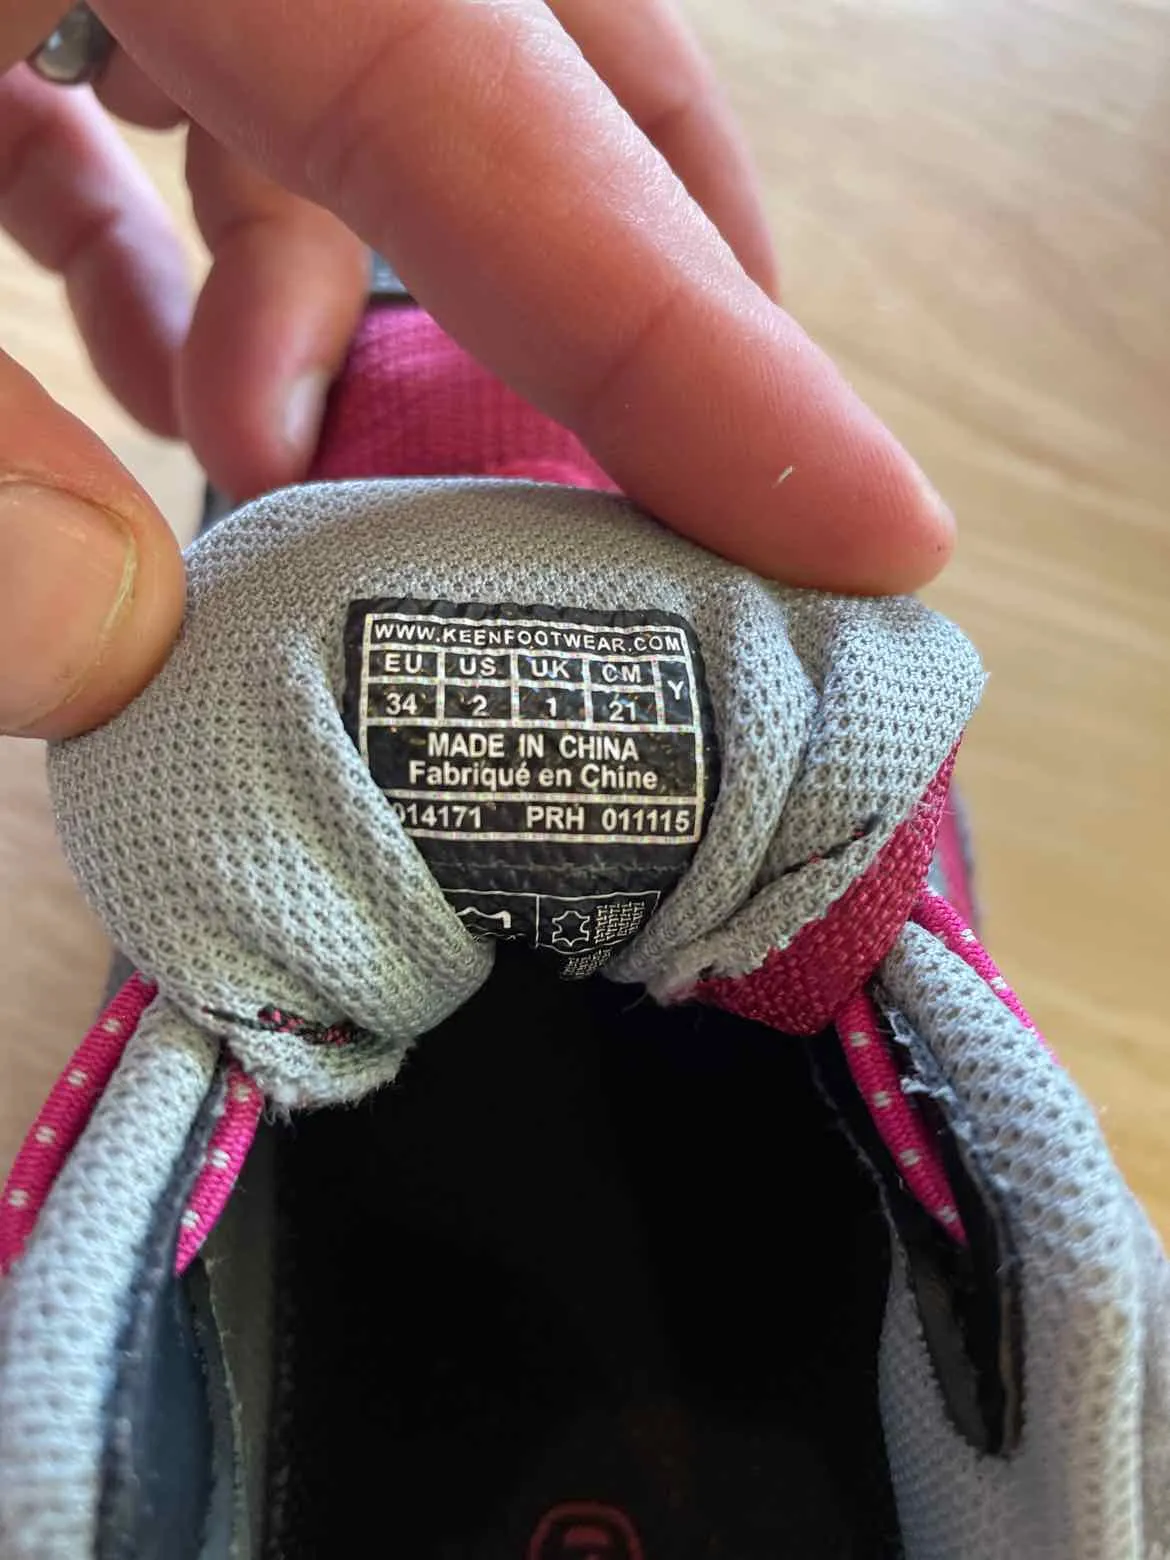 WWW.KEENFOOTWEAR.COM
EU US UK CM Y
34 2 1 21
MADE IN CHINA
Fabriqué en Chine
14171 PRH 011115